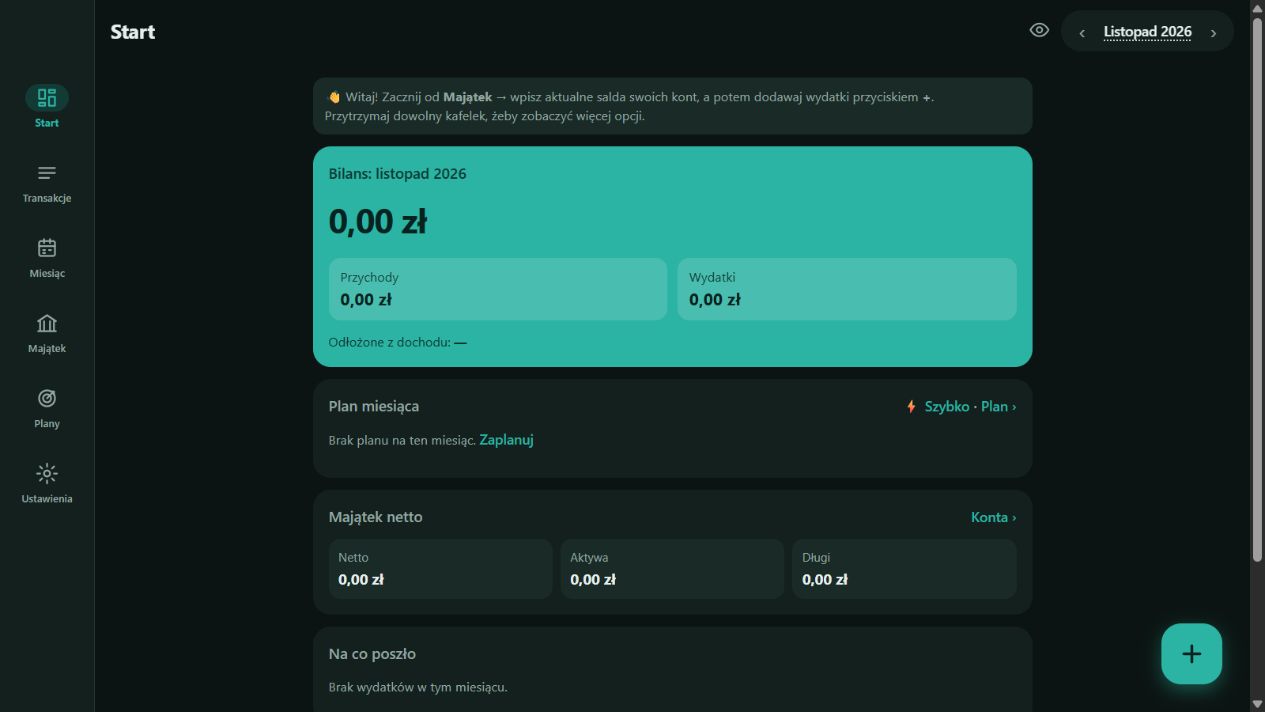 Start
‹ Listopad 2026 ›
Start
Transakcje
Miesiąc
Majątek
Plany
Ustawienia
👋 Witaj! Zacznij od Majątek → wpisz aktualne salda swoich kont, a potem dodawaj wydatki przyciskiem +.
Przytrzymaj dowolny kafelek, żeby zobaczyć więcej opcji.
Bilans: listopad 2026
0,00 zł
Przychody
0,00 zł
Wydatki
0,00 zł
Odłożone z dochodu: —
Plan miesiąca
⚡ Szybko · Plan ›
Brak planu na ten miesiąc. Zaplanuj
Majątek netto
Konta ›
Netto
0,00 zł
Aktywa
0,00 zł
Długi
0,00 zł
Na co poszło
Brak wydatków w tym miesiącu.
+